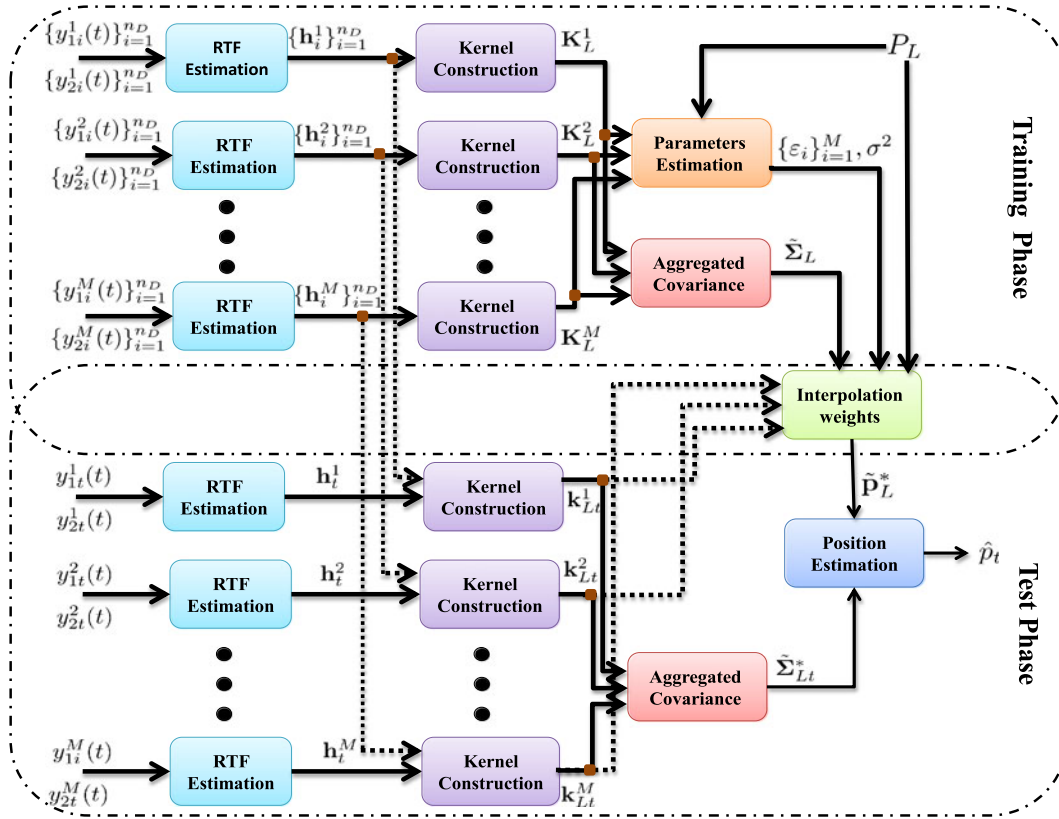 {y^1_{1i}(t)}^{n_D}_{i=1}
{y^1_{2i}(t)}^{n_D}_{i=1}
RTF
Estimation
{h^1_i}^{n_D}_{i=1}
Kernel
Construction
K^1_L
P_L
{y^2_{1i}(t)}^{n_D}_{i=1}
{y^2_{2i}(t)}^{n_D}_{i=1}
RTF
Estimation
{h^2_i}^{n_D}_{i=1}
Kernel
Construction
K^2_L
Parameters
Estimation
{ε_i}^M_{i=1}, σ^2
Aggregated
Covariance
Σ̃_L
{y^M_{1i}(t)}^{n_D}_{i=1}
{y^M_{2i}(t)}^{n_D}_{i=1}
RTF
Estimation
{h^M_i}^{n_D}_{i=1}
Kernel
Construction
K^M_L
Training Phase
Interpolation
weights
p̃^*_L
y^1_{1t}(t)
y^1_{2t}(t)
RTF
Estimation
h^1_t
Kernel
Construction
k^1_{Lt}
Position
Estimation
p̂_t
y^2_{1t}(t)
y^2_{2t}(t)
RTF
Estimation
h^2_t
Kernel
Construction
k^2_{Lt}
Aggregated
Covariance
Σ̃^*_{Lt}
y^M_{1i}(t)
y^M_{2t}(t)
RTF
Estimation
h^M_t
Kernel
Construction
k^M_{Lt}
Test Phase